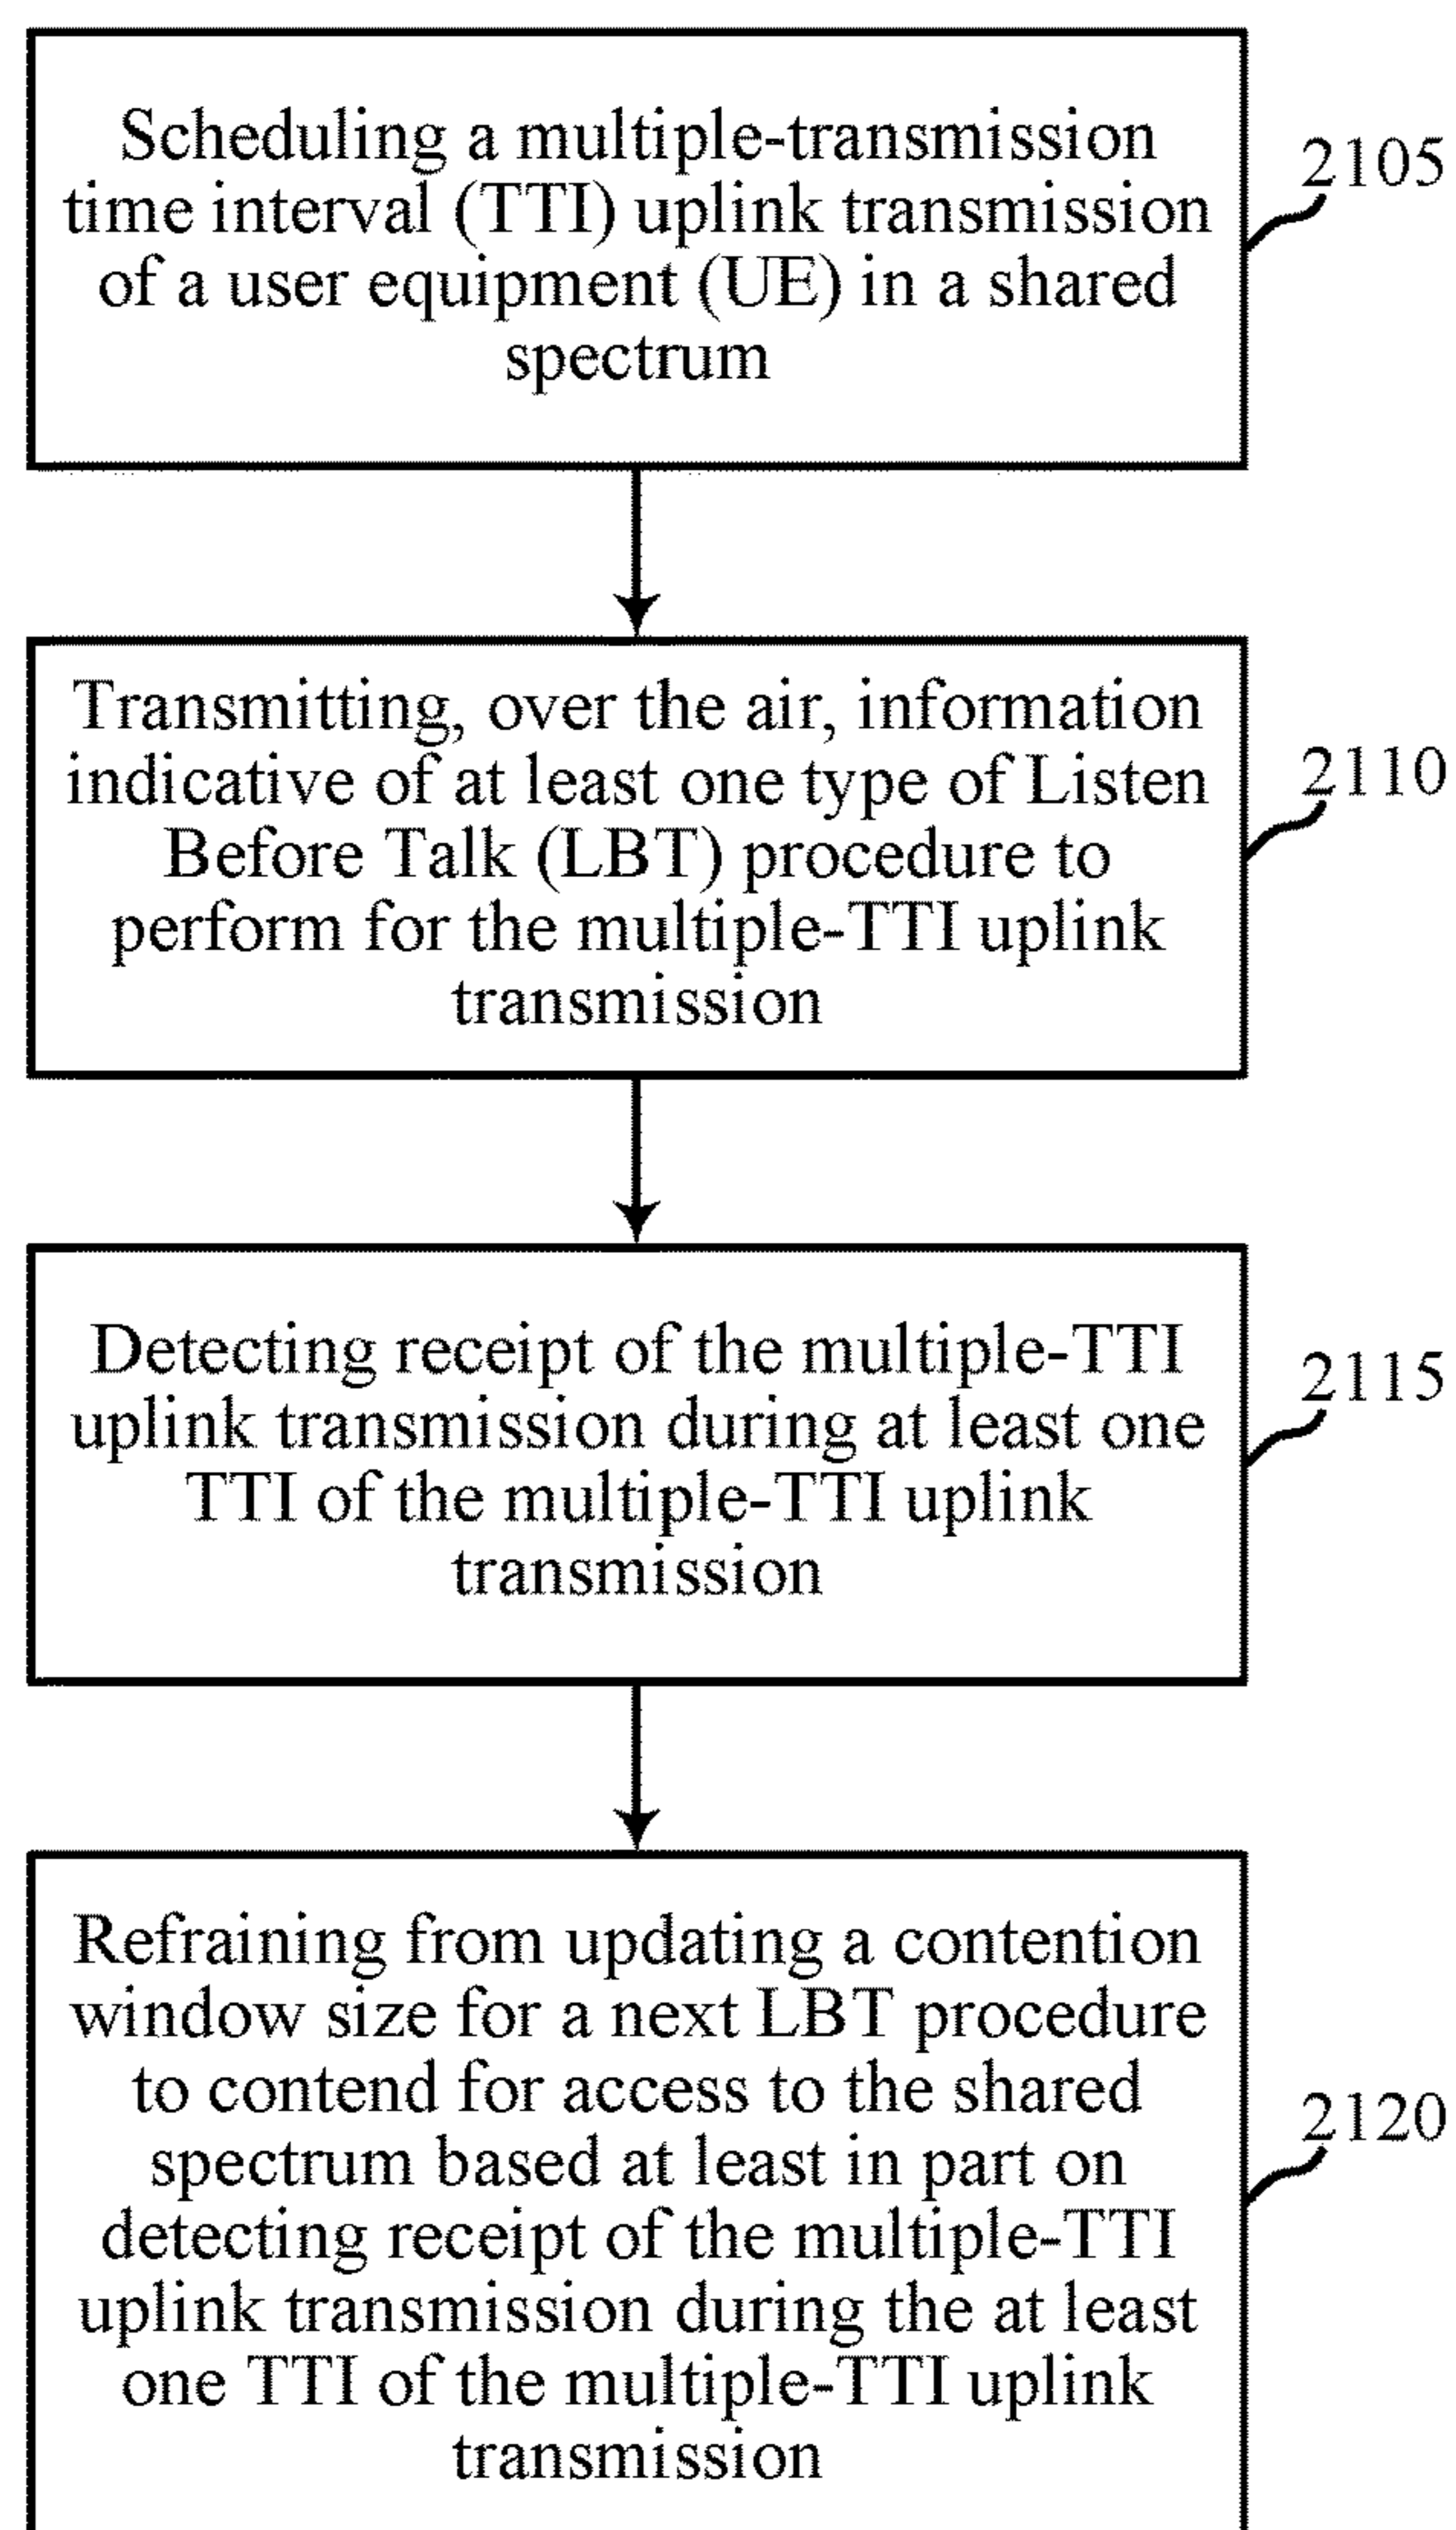 Scheduling a multiple-transmission
time interval (TTI) uplink transmission
of a user equipment (UE) in a shared
spectrum
2105
Transmitting, over the air, information
indicative of at least one type of Listen
Before Talk (LBT) procedure to
perform for the multiple-TTI uplink
transmission
2110
Detecting receipt of the multiple-TTI
uplink transmission during at least one
TTI of the multiple-TTI uplink
transmission
2115
Refraining from updating a contention
window size for a next LBT procedure
to contend for access to the shared
spectrum based at least in part on
detecting receipt of the multiple-TTI
uplink transmission during the at least
one TTI of the multiple-TTI uplink
transmission
2120